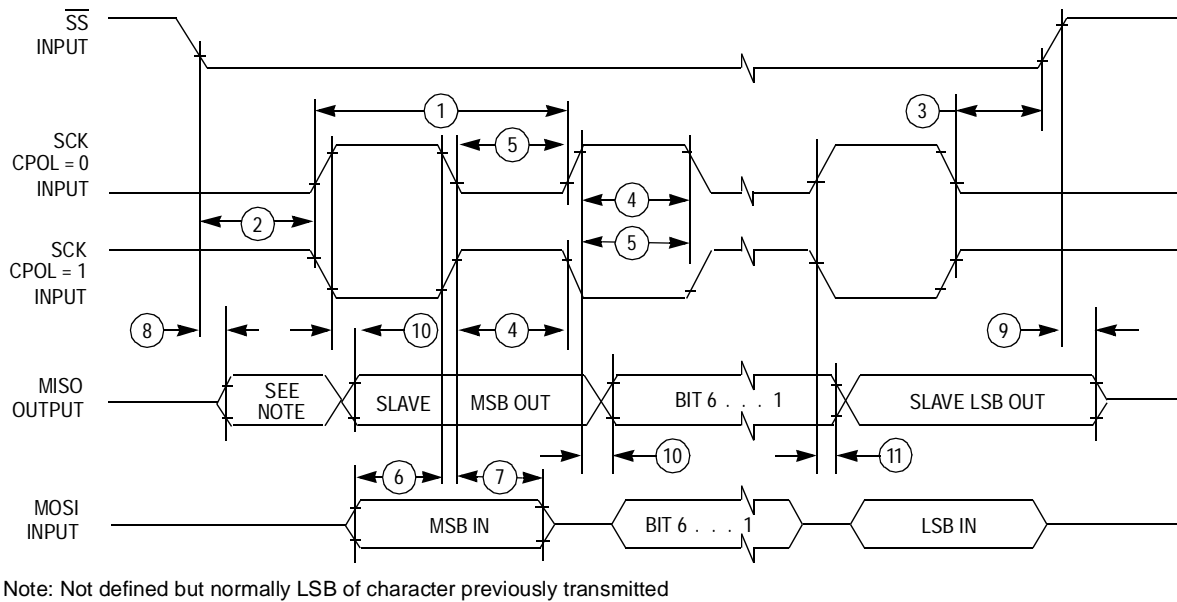 SS
INPUT
1
3
SCK
CPOL = 0
INPUT
5
4
2
SCK
CPOL = 1
INPUT
5
8
10
4
9
MISO
OUTPUT
SEE
NOTE
SLAVE
MSB OUT
BIT 6 . . . 1
SLAVE LSB OUT
6
7
10
11
MOSI
INPUT
MSB IN
BIT 6 . . . 1
LSB IN
Note: Not defined but normally LSB of character previously transmitted